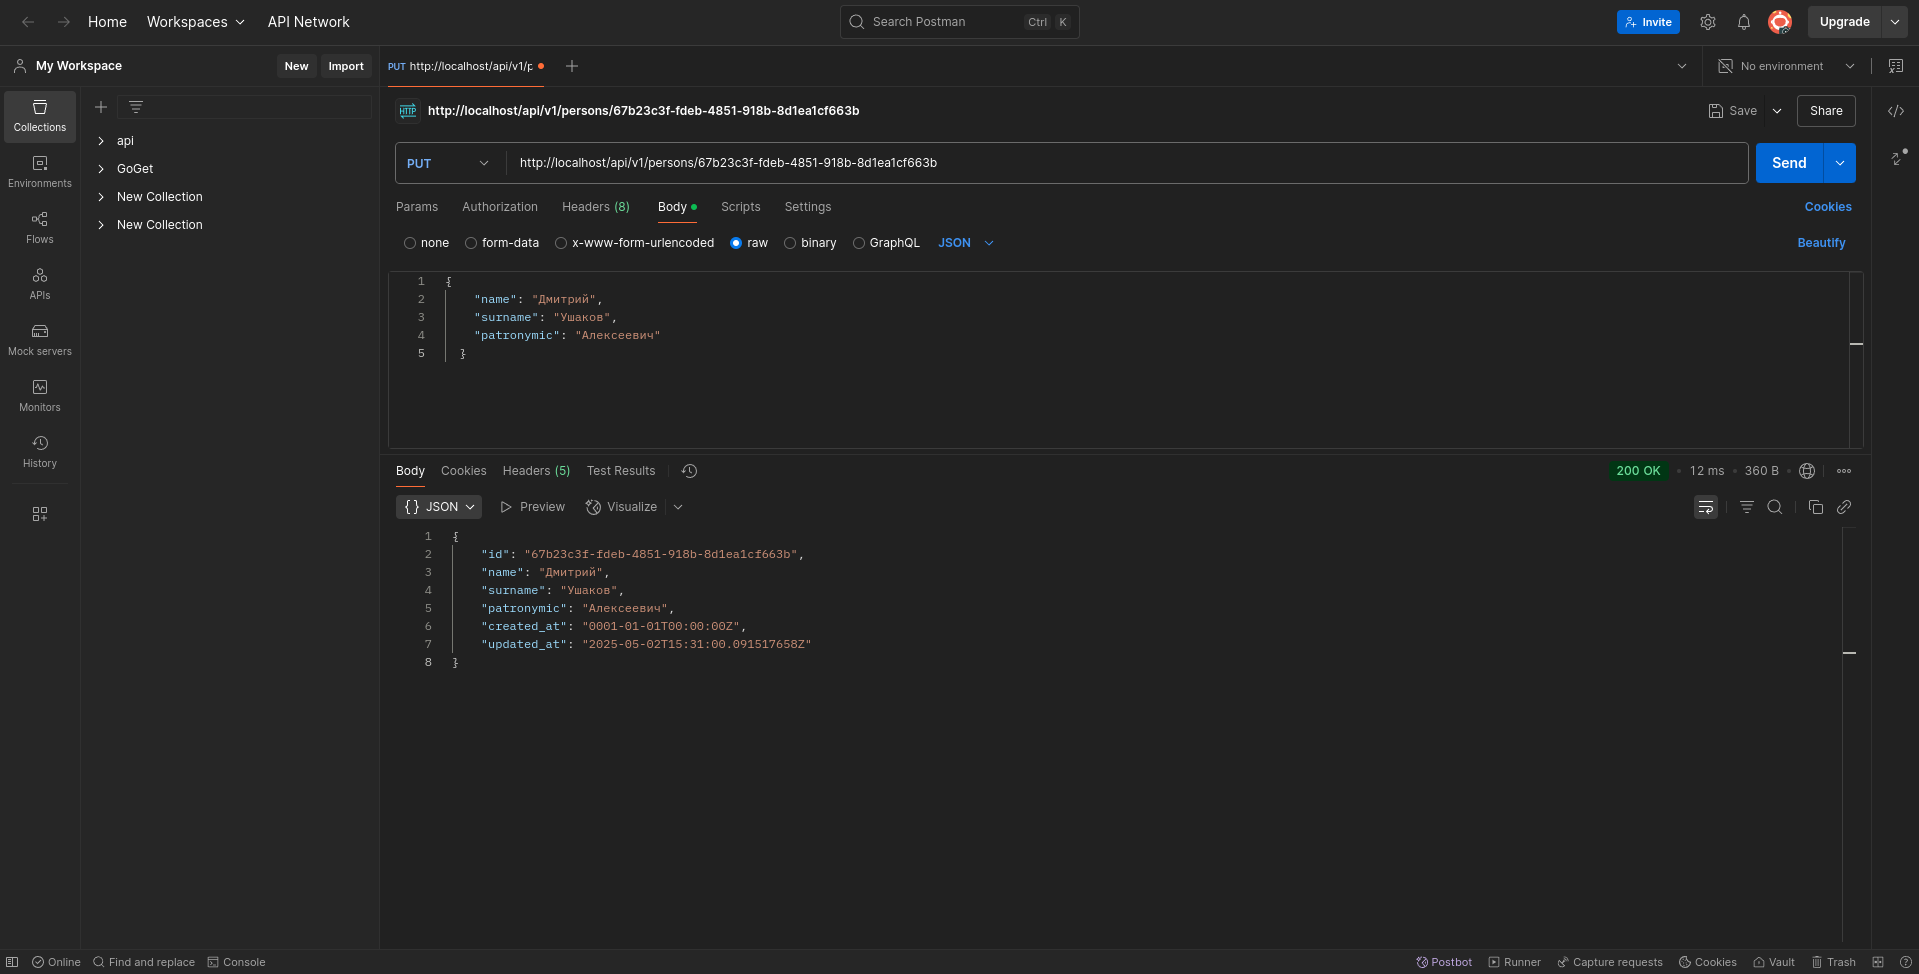 Home Workspaces API Network Search Postman Ctrl K Invite Upgrade
My Workspace New Import PUT http://localhost/api/v1/p No environment
http://localhost/api/v1/persons/67b23c3f-fdeb-4851-918b-8d1ea1cf663b Save Share
Collections
Environments
Flows
APIs
Mock servers
Monitors
History
api
GoGet
New Collection
New Collection
PUT http://localhost/api/v1/persons/67b23c3f-fdeb-4851-918b-8d1ea1cf663b Send
Params Authorization Headers (8) Body Scripts Settings Cookies
none form-data x-www-form-urlencoded raw binary GraphQL JSON Beautify
1 {
2 "name": "Дмитрий",
3 "surname": "Ушаков",
4 "patronymic": "Алексеевич"
5 }
Body Cookies Headers (5) Test Results 200 OK • 12 ms • 360 B •
{} JSON Preview Visualize
1 {
2 "id": "67b23c3f-fdeb-4851-918b-8d1ea1cf663b",
3 "name": "Дмитрий",
4 "surname": "Ушаков",
5 "patronymic": "Алексеевич",
6 "created_at": "0001-01-01T00:00:00Z",
7 "updated_at": "2025-05-02T15:31:00.091517658Z"
8 }
Online Find and replace Console Postbot Runner Capture requests Cookies Vault Trash